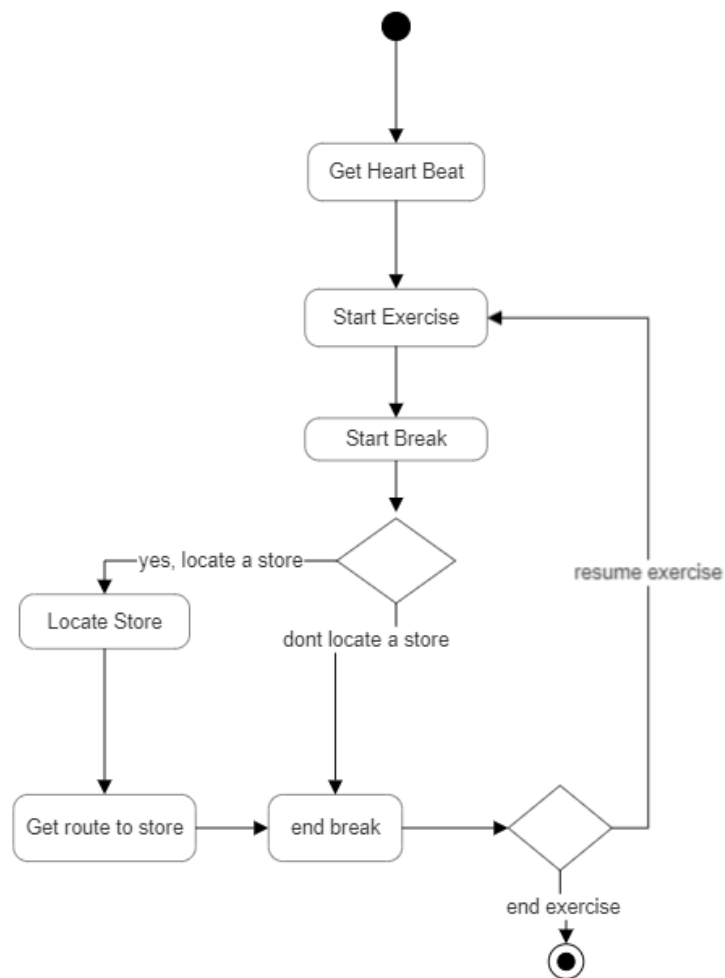 Get Heart Beat
Start Exercise
Start Break
yes, locate a store
resume exercise
Locate Store
dont locate a store
Get route to store
end break
end exercise